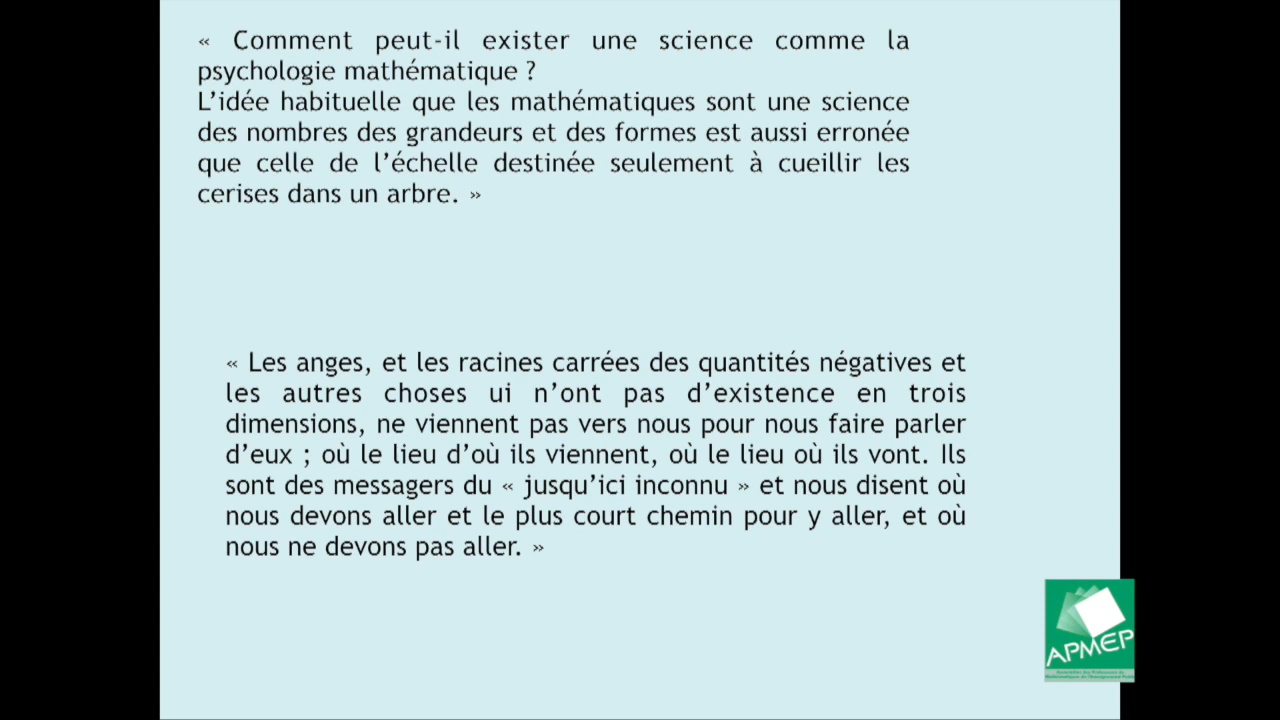 « Comment peut-il exister une science comme la
psychologie mathématique ?
L’idée habituelle que les mathématiques sont une science
des nombres des grandeurs et des formes est aussi erronée
que celle de l’échelle destinée seulement à cueillir les
cerises dans un arbre. »
« Les anges, et les racines carrées des quantités négatives et
les autres choses ui n’ont pas d’existence en trois
dimensions, ne viennent pas vers nous pour nous faire parler
d’eux ; où le lieu d’où ils viennent, où le lieu où ils vont. Ils
sont des messagers du « jusqu’ici inconnu » et nous disent où
nous devons aller et le plus court chemin pour y aller, et où
nous ne devons pas aller. »
APMEP